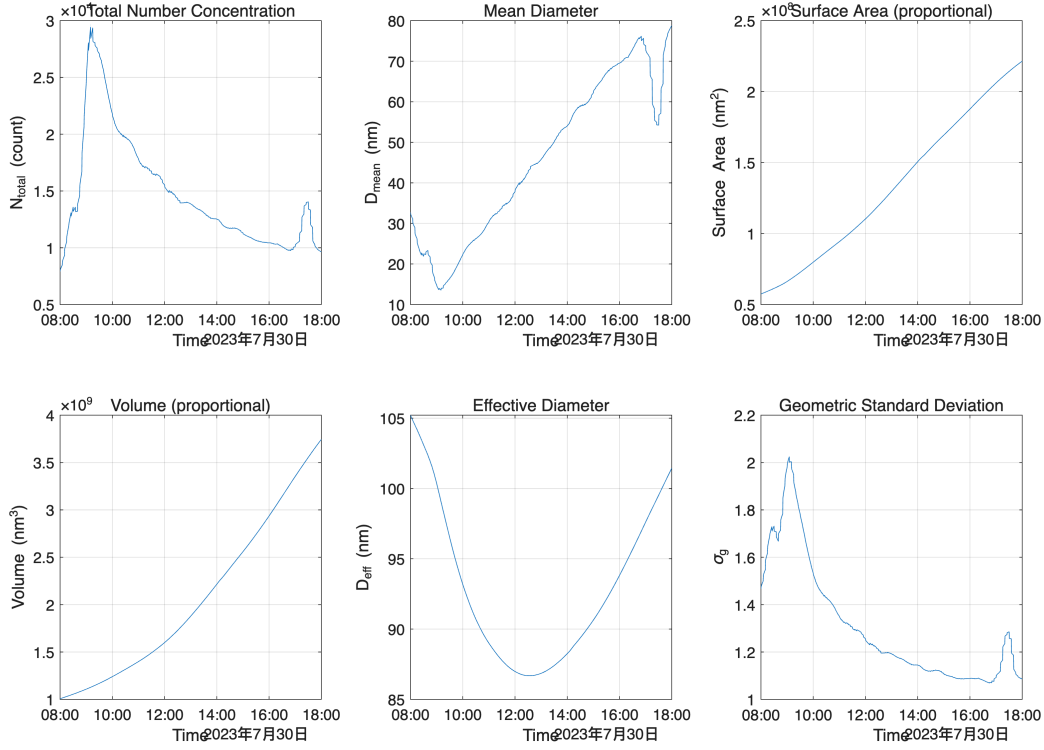 ×10⁴ Total Number Concentration
3
2.5
2
1.5
1
0.5
N_total (count)
08:00 10:00 12:00 14:00 16:00 18:00
Time 2023年7月30日
Mean Diameter
80
70
60
50
40
30
20
10
D_mean (nm)
08:00 10:00 12:00 14:00 16:00 18:00
Time 2023年7月30日
×10⁸ Surface Area (proportional)
2.5
2
1.5
1
0.5
Surface Area (nm²)
08:00 10:00 12:00 14:00 16:00 18:00
Time 2023年7月30日
×10⁹ Volume (proportional)
4
3.5
3
2.5
2
1.5
1
Volume (nm³)
08:00 10:00 12:00 14:00 16:00 18:00
Time 2023年7月30日
Effective Diameter
105
100
95
90
85
D_eff (nm)
08:00 10:00 12:00 14:00 16:00 18:00
Time 2023年7月30日
Geometric Standard Deviation
2.2
2
1.8
1.6
1.4
1.2
1
σ_g
08:00 10:00 12:00 14:00 16:00 18:00
Time 2023年7月30日